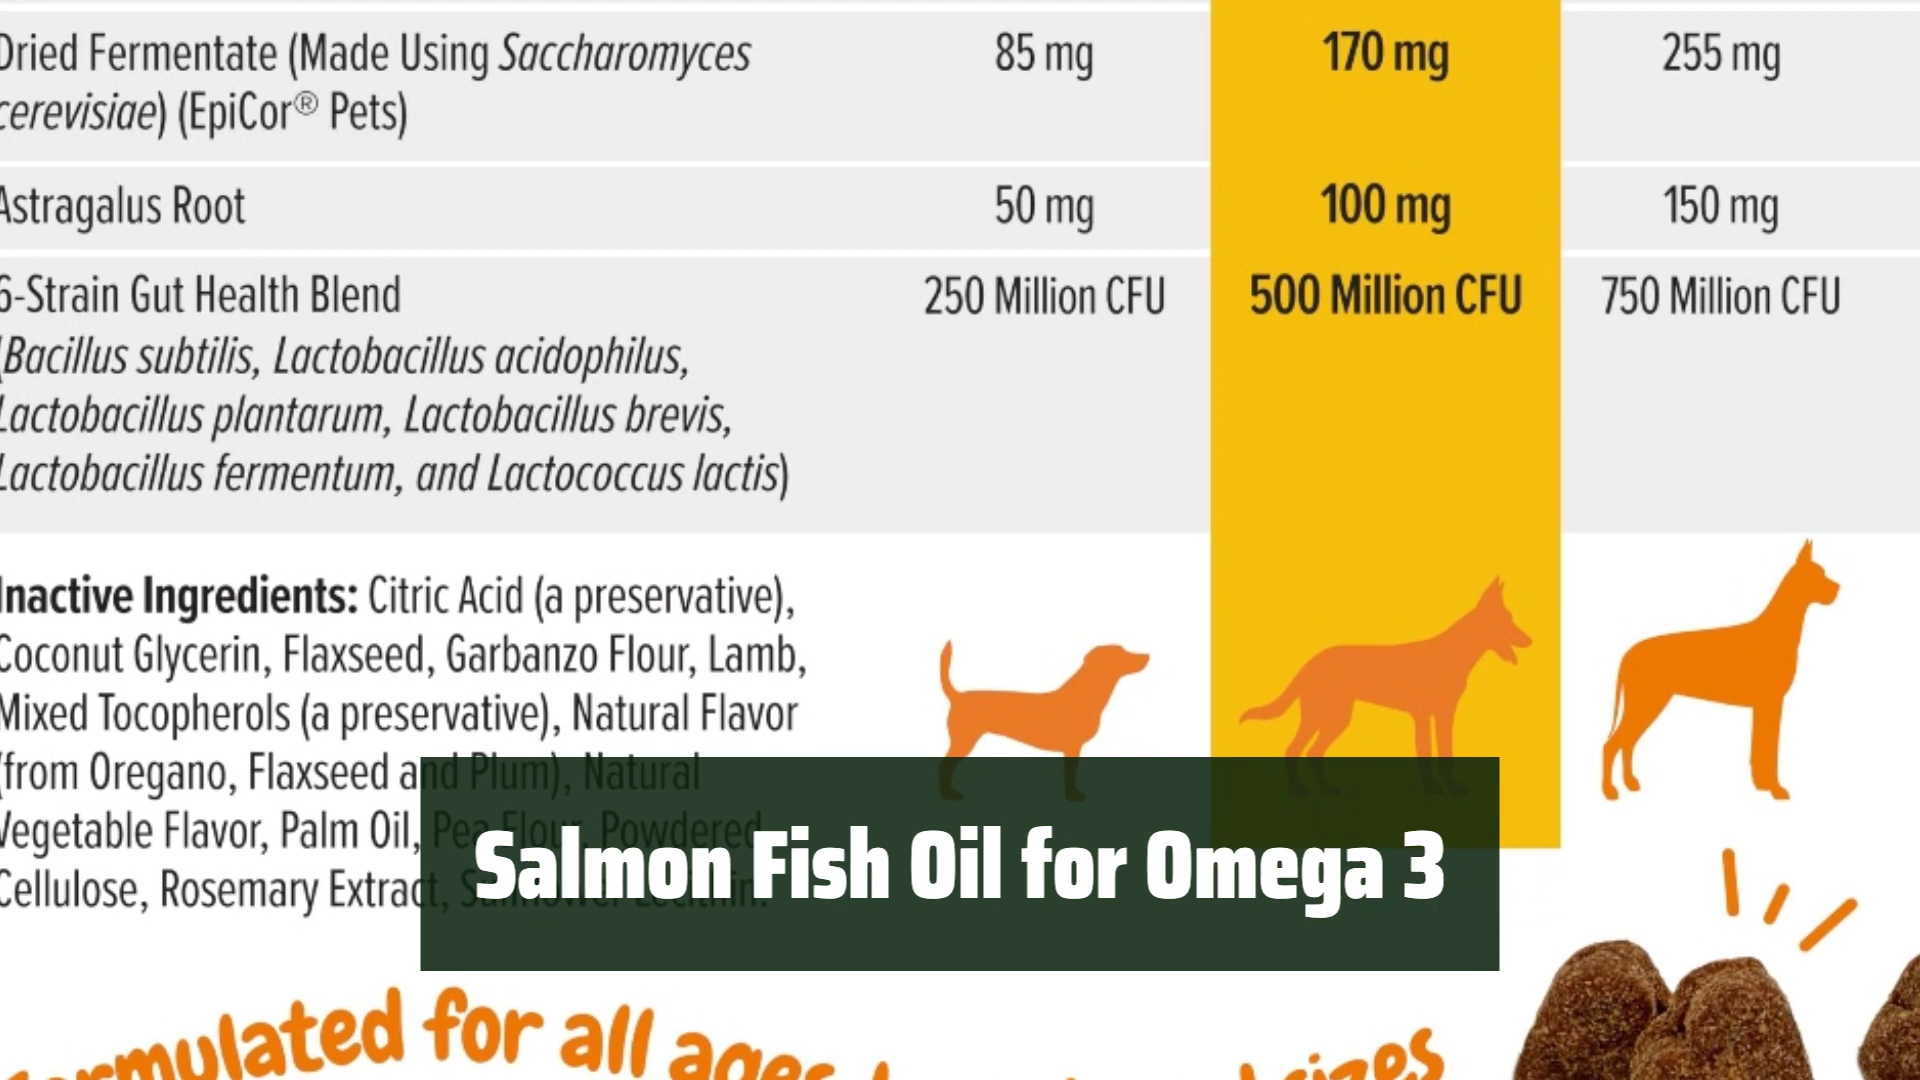 Dried Fermentate (Made Using Saccharomyces 85 mg 170 mg 255 mg
cerevisiae) (EpiCor® Pets)
Astragalus Root 50 mg 100 mg 150 mg
6-Strain Gut Health Blend 250 Million CFU 500 Million CFU 750 Million CFU
(Bacillus subtilis, Lactobacillus acidophilus,
Lactobacillus plantarum, Lactobacillus brevis,
Lactobacillus fermentum, and Lactococcus lactis)
Inactive Ingredients: Citric Acid (a preservative),
Coconut Glycerin, Flaxseed, Garbanzo Flour, Lamb,
Mixed Tocopherols (a preservative), Natural Flavor
(from Oregano, Flaxseed and Plum), Natural
Vegetable Flavor, Palm Oil, Pea Flour, Powdered
Cellulose, Rosemary Extract,
Salmon Fish Oil for Omega 3
formulated for all ages sizes